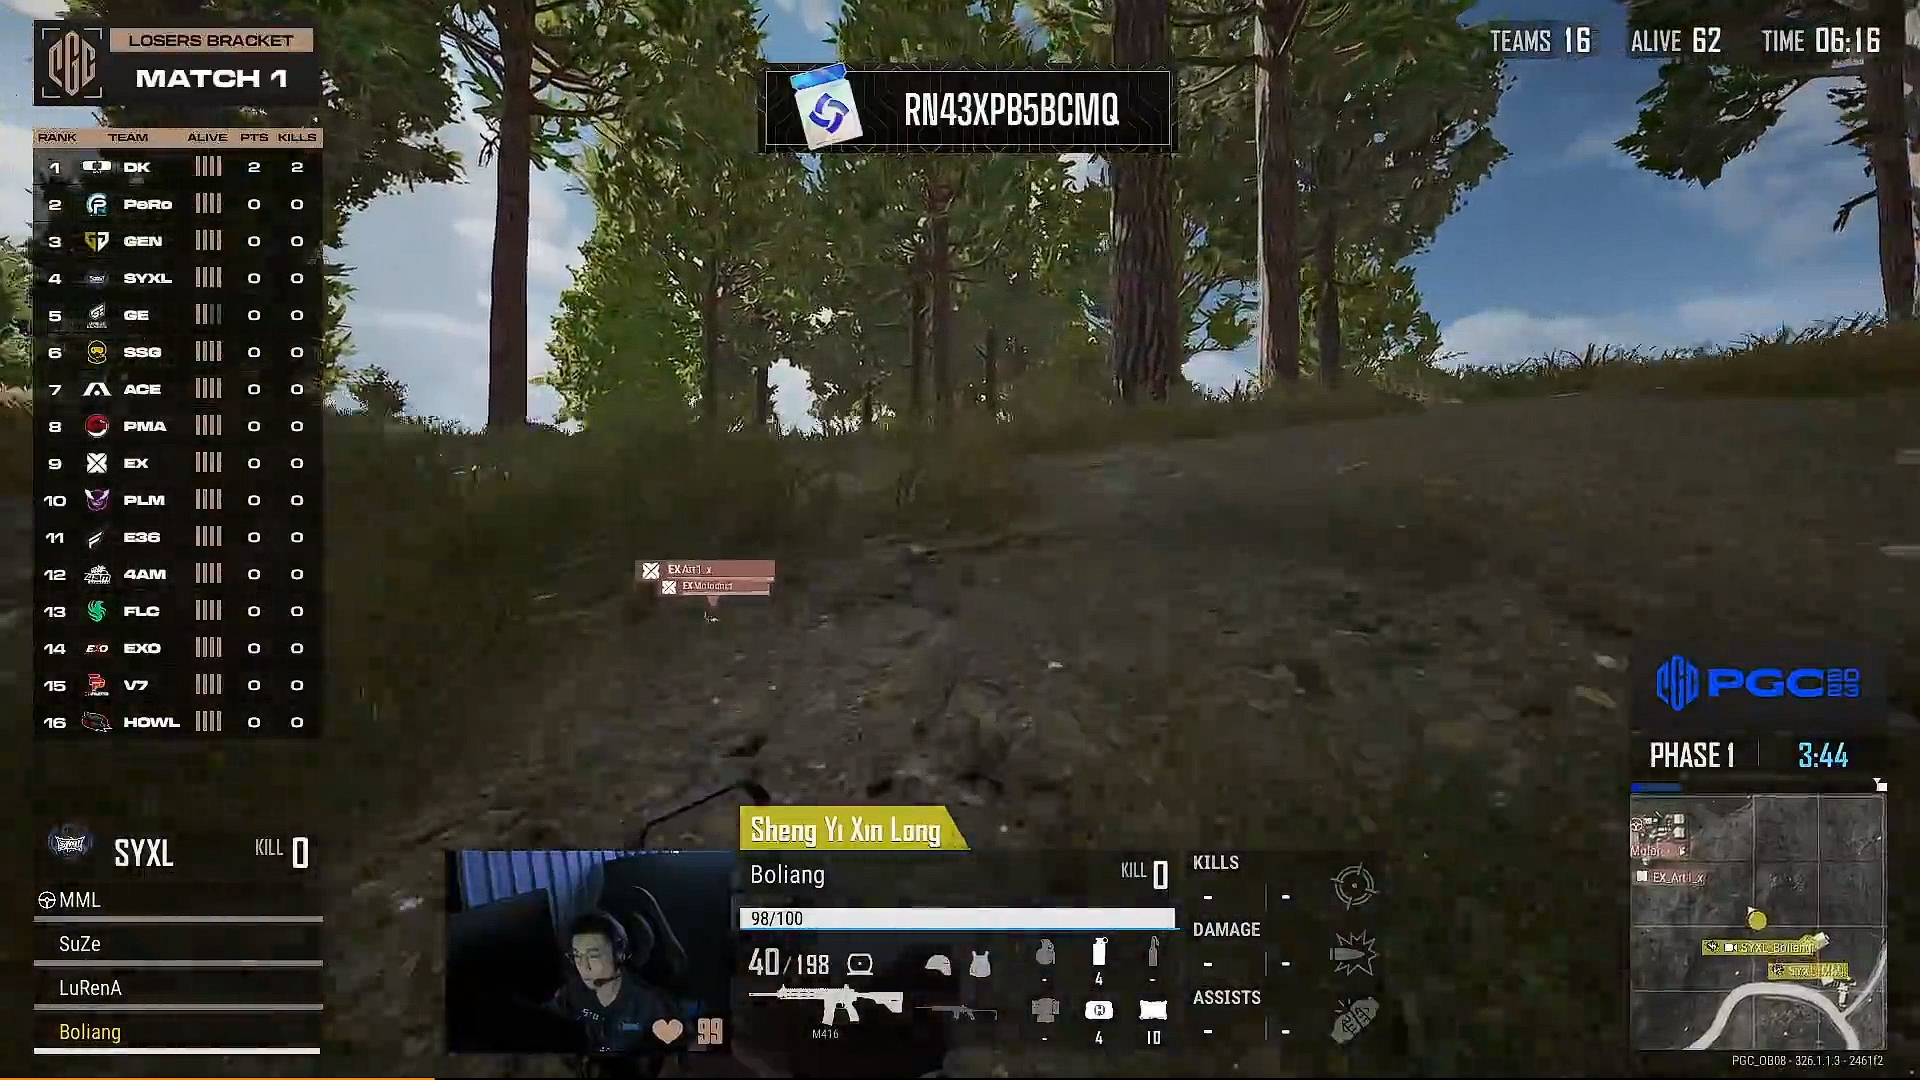 LOSERS BRACKET
MATCH 1
TEAMS 16 ALIVE 62 TIME 06:16
RN43XPB5BCMQ
RANK TEAM ALIVE PTS KILLS
1 DK 2 2
2 PeRo 0 0
3 GEN 0 0
4 SYXL 0 0
5 GE 0 0
6 SSG 0 0
7 ACE 0 0
8 PMA 0 0
9 EX 0 0
10 PLM 0 0
11 E36 0 0
12 4AM 0 0
13 FLC 0 0
14 EXO EXO 0 0
15 V7 0 0
16 HOWL 0 0
EX Art1_x
PGC
PHASE 1 3:44
EX_Art1_x
SYXL_Boliang
SYXL KILL 0
MML
SuZe
LuRenA
Boliang
99
Sheng Yi Xin Long
Boliang KILL 0
98/100
40/198
M416
- 4 -
- 4 10
KILLS
- -
DAMAGE
- -
ASSISTS
- -
PGC_OB08 - 326.1.1.3 - 2461f2